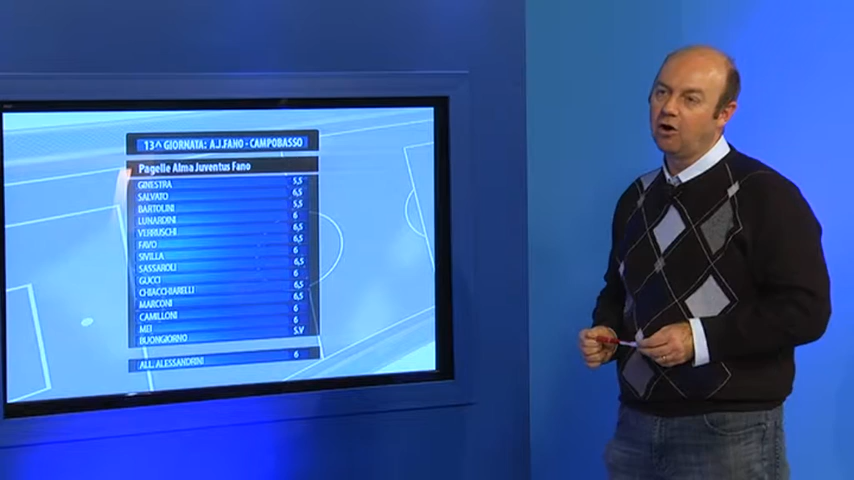 13^ GIORNATA: A.J.FANO - CAMPOBASSO
Pagelle Alma Juventus Fano
GINESTRA 5,5
SALVATO 6,5
BARTOLINI 5,5
LUNARDINI 6
VERRUSCHI 6,5
FAVO 6,5
SIVILLA 6
SASSAROLI 6,5
GUCCI 6
CHIACCHIARELLI 6,5
MARCONI 6,5
CAMILLONI 6
MEI 6
BUONGIORNO S.V
ALL. ALESSANDRINI 6